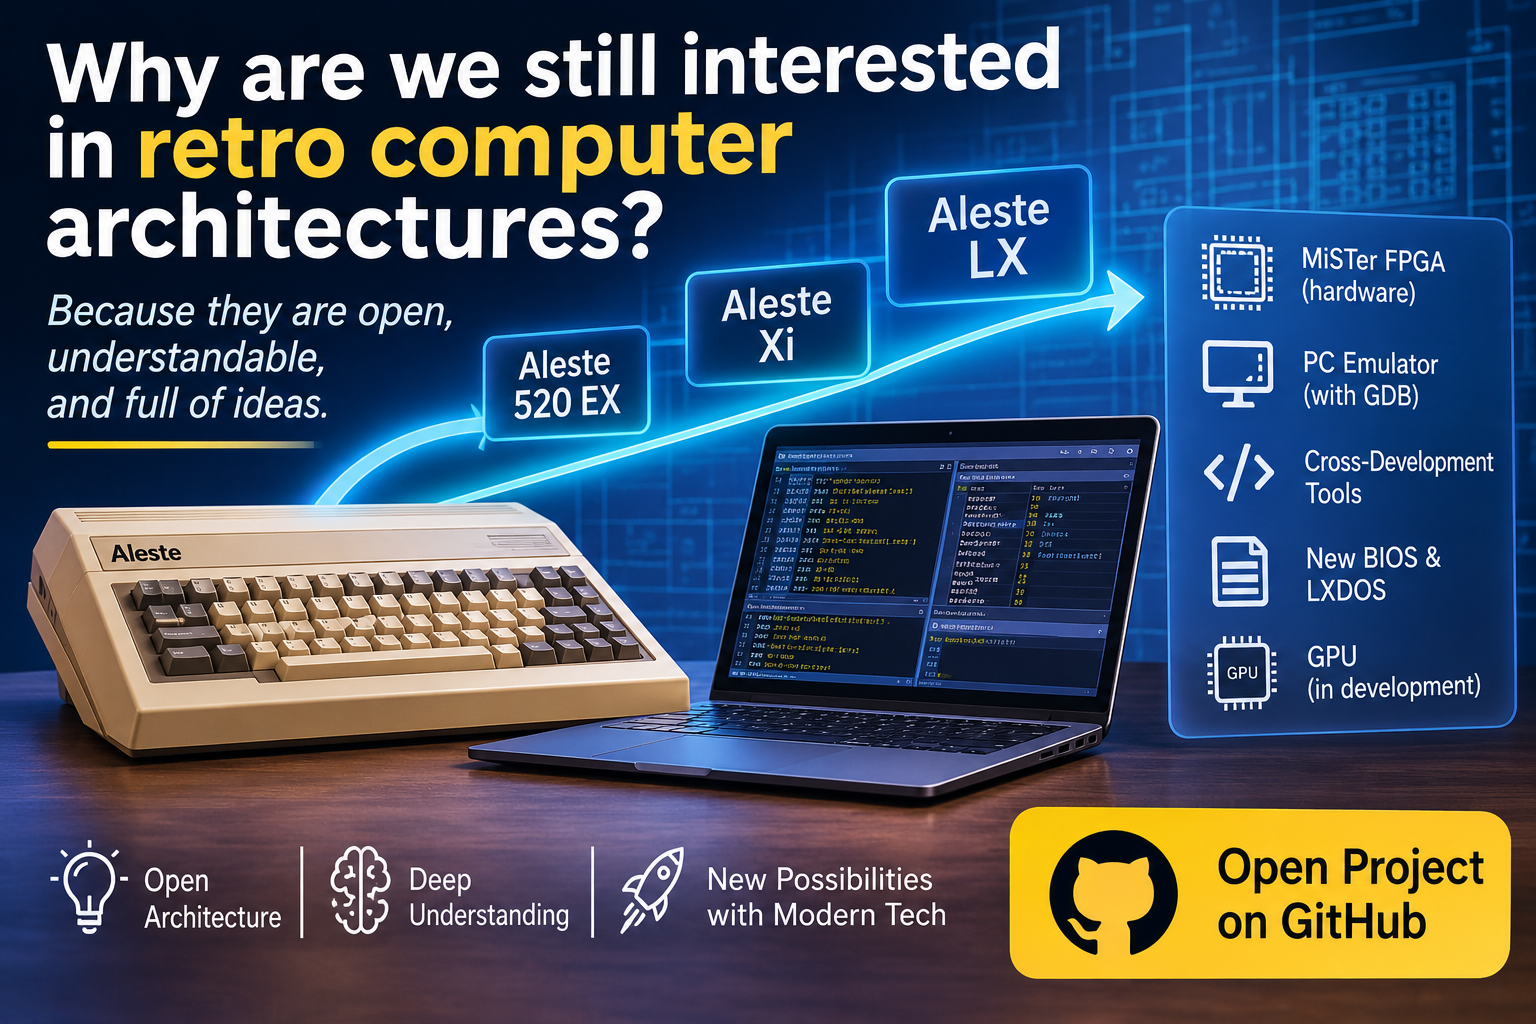 Why are we still interested
in retro computer
architectures?
Because they are open,
understandable,
and full of ideas.
Aleste
520 EX
Aleste
Xi
Aleste
LX
MiSTer FPGA
(hardware)
PC Emulator
(with GDB)
Cross-Development
Tools
New BIOS &
LXDOS
GPU
GPU
(in development)
Aleste
Open
Architecture
Deep
Understanding
New Possibilities
with Modern Tech
Open Project
on GitHub